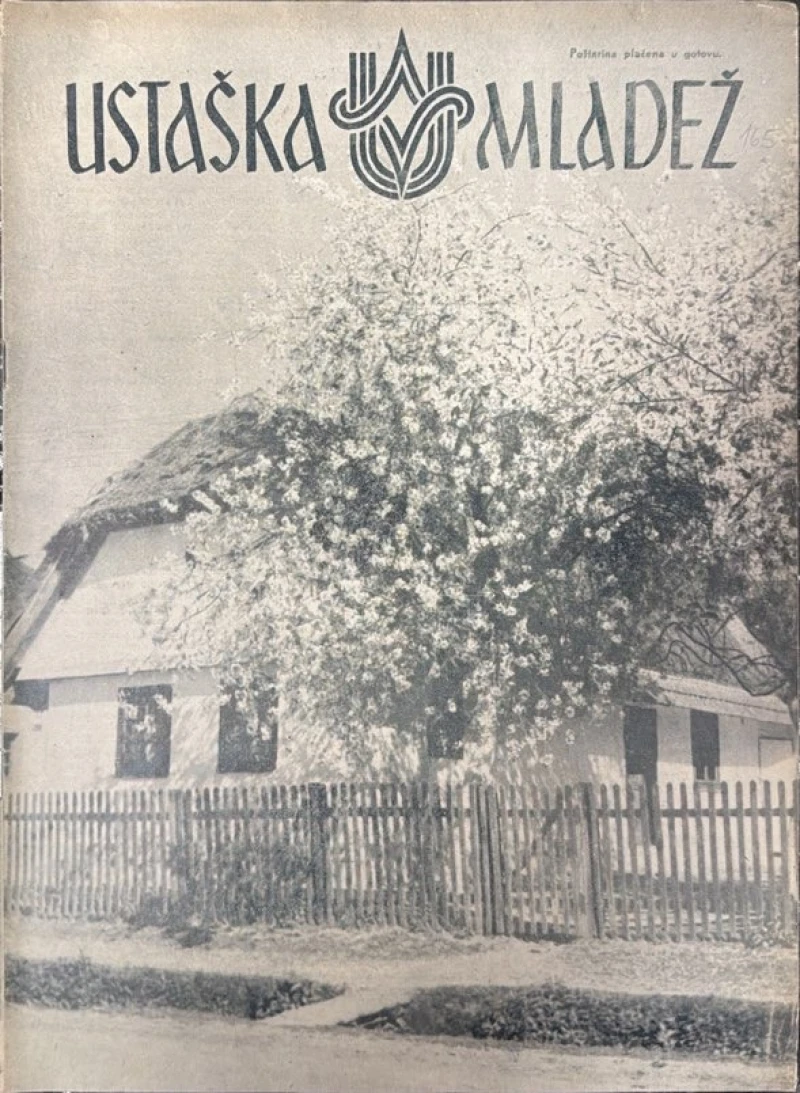 Poštarina plaćena u gotovu.
USTAŠKA MLADEŽ
165